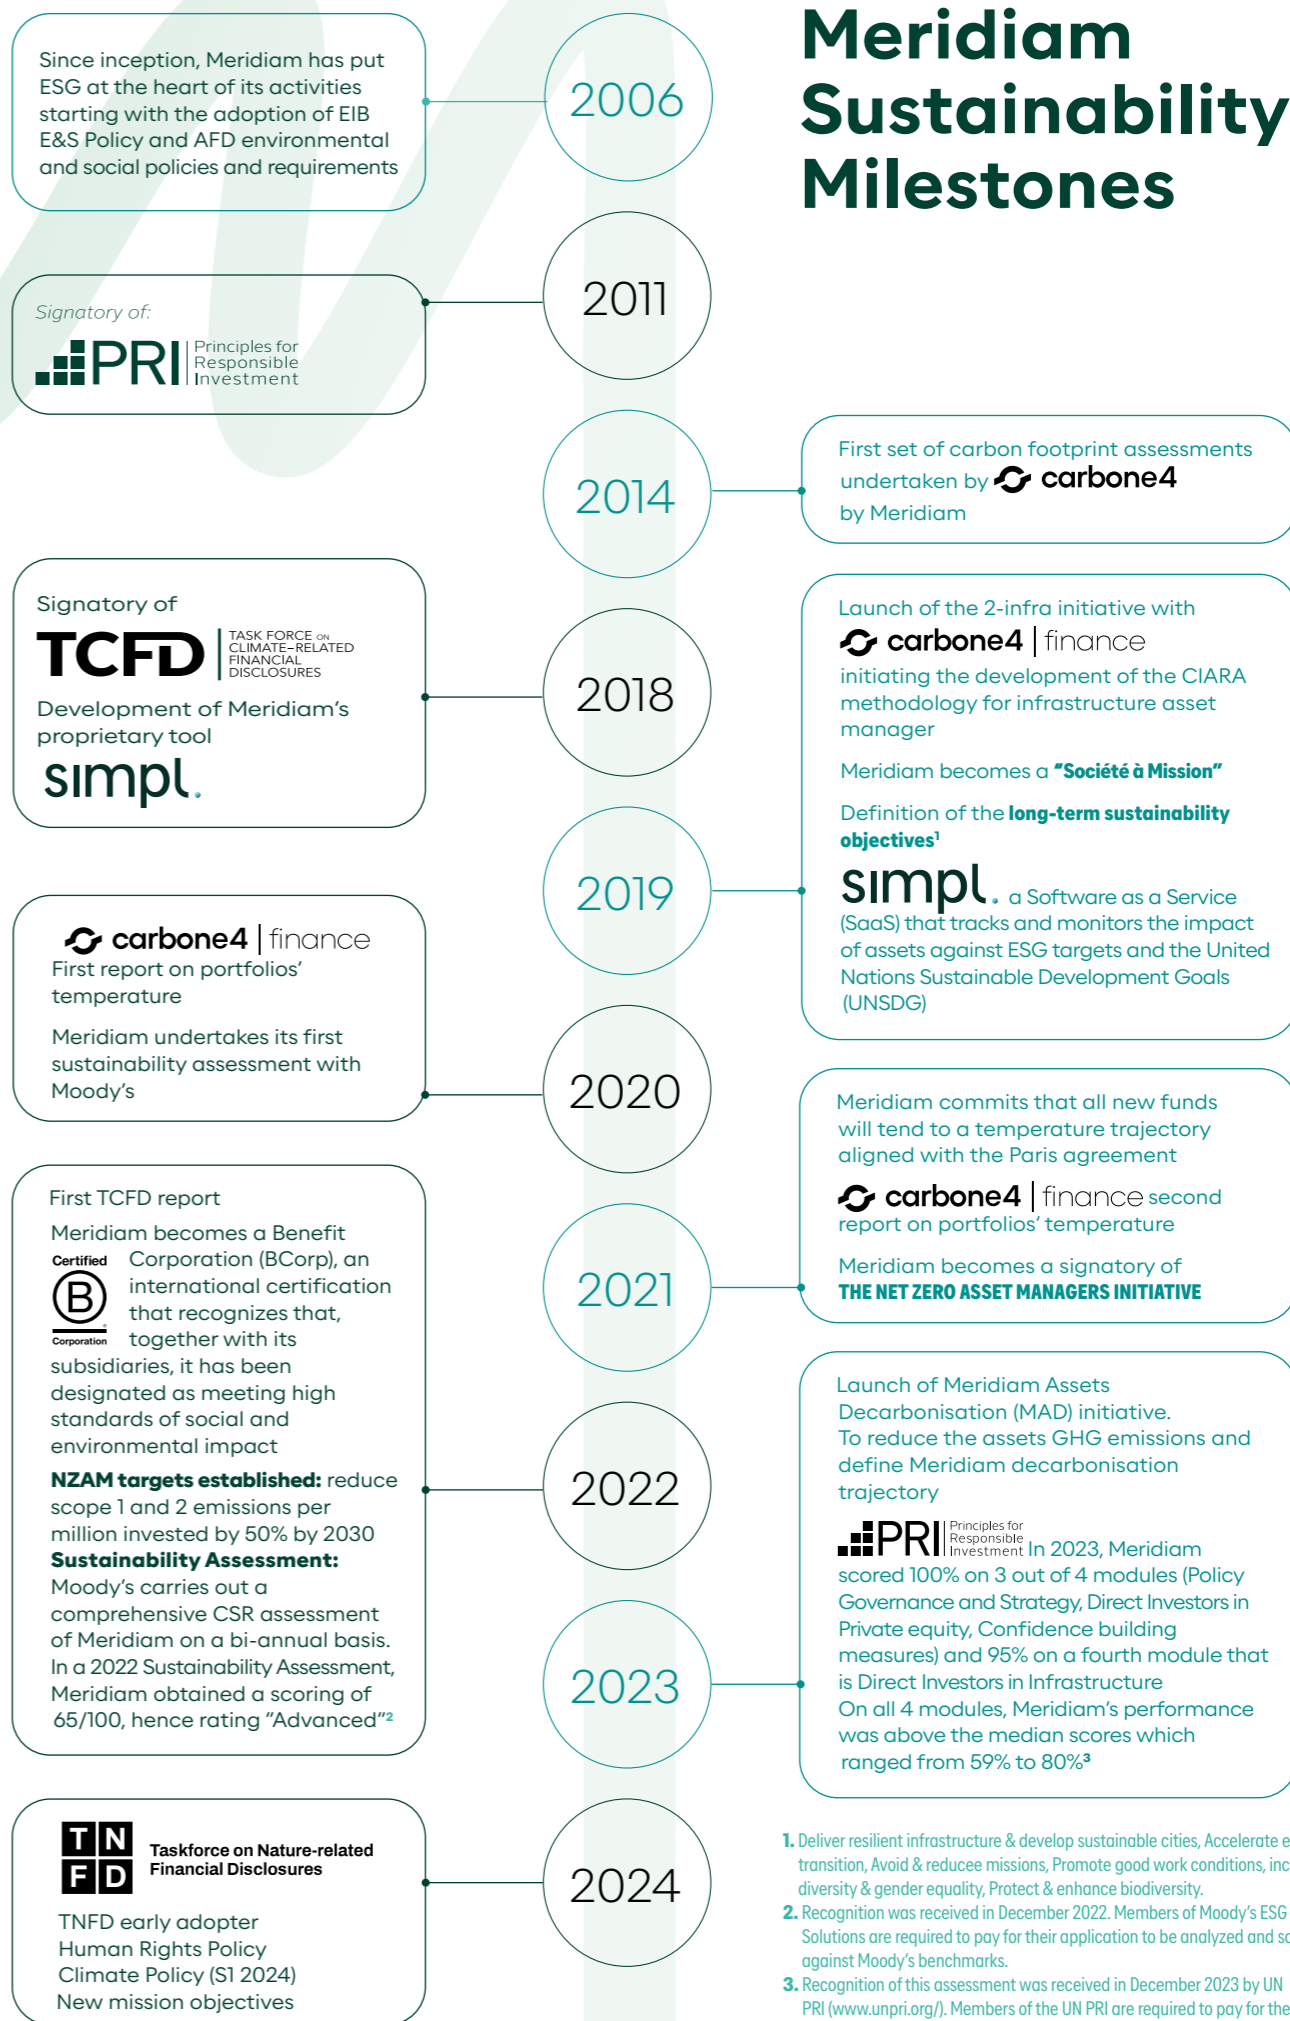 Meridiam
Sustainability
Milestones
2006
Since inception, Meridiam has put
ESG at the heart of its activities
starting with the adoption of EIB
E&S Policy and AFD environmental
and social policies and requirements
2011
Signatory of:
PRI Principles for
Responsible
Investment
2014
First set of carbon footprint assessments
undertaken by carbone4
by Meridiam
2018
Signatory of
TCFD TASK FORCE ON
CLIMATE-RELATED
FINANCIAL
DISCLOSURES
Development of Meridiam's
proprietary tool
sımpl.
2019
Launch of the 2-infra initiative with
carbone4 | finance
initiating the development of the CIARA
methodology for infrastructure asset
manager
Meridiam becomes a "Société à Mission"
Definition of the long-term sustainability
objectives¹
sımpl. a Software as a Service
(SaaS) that tracks and monitors the impact
of assets against ESG targets and the United
Nations Sustainable Development Goals
(UNSDG)
2020
carbone4 | finance
First report on portfolios'
temperature
Meridiam undertakes its first
sustainability assessment with
Moody's
2021
Meridiam commits that all new funds
will tend to a temperature trajectory
aligned with the Paris agreement
carbone4 | finance second
report on portfolios' temperature
Meridiam becomes a signatory of
THE NET ZERO ASSET MANAGERS INITIATIVE
2022
First TCFD report
Meridiam becomes a Benefit
Certified
B
Corporation
Corporation (BCorp), an
international certification
that recognizes that,
together with its
subsidiaries, it has been
designated as meeting high
standards of social and
environmental impact
NZAM targets established: reduce
scope 1 and 2 emissions per
million invested by 50% by 2030
Sustainability Assessment:
Moody's carries out a
comprehensive CSR assessment
of Meridiam on a bi-annual basis.
In a 2022 Sustainability Assessment,
Meridiam obtained a scoring of
65/100, hence rating "Advanced"²
2023
Launch of Meridiam Assets
Decarbonisation (MAD) initiative.
To reduce the assets GHG emissions and
define Meridiam decarbonisation
trajectory
PRI Principles for
Responsible
Investment In 2023, Meridiam
scored 100% on 3 out of 4 modules (Policy
Governance and Strategy, Direct Investors in
Private equity, Confidence building
measures) and 95% on a fourth module that
is Direct Investors in Infrastructure
On all 4 modules, Meridiam's performance
was above the median scores which
ranged from 59% to 80%³
2024
TNFD Taskforce on Nature-related
Financial Disclosures
TNFD early adopter
Human Rights Policy
Climate Policy (S1 2024)
New mission objectives
1. Deliver resilient infrastructure & develop sustainable cities, Accelerate
transition, Avoid & reducee missions, Promote good work conditions,
diversity & gender equality, Protect & enhance biodiversity.
2. Recognition was received in December 2022. Members of Moody's ESG
Solutions are required to pay for their application to be analyzed and
against Moody's benchmarks.
3. Recognition of this assessment was received in December 2023 by UN
PRI (www.unpri.org/). Members of the UN PRI are required to pay for